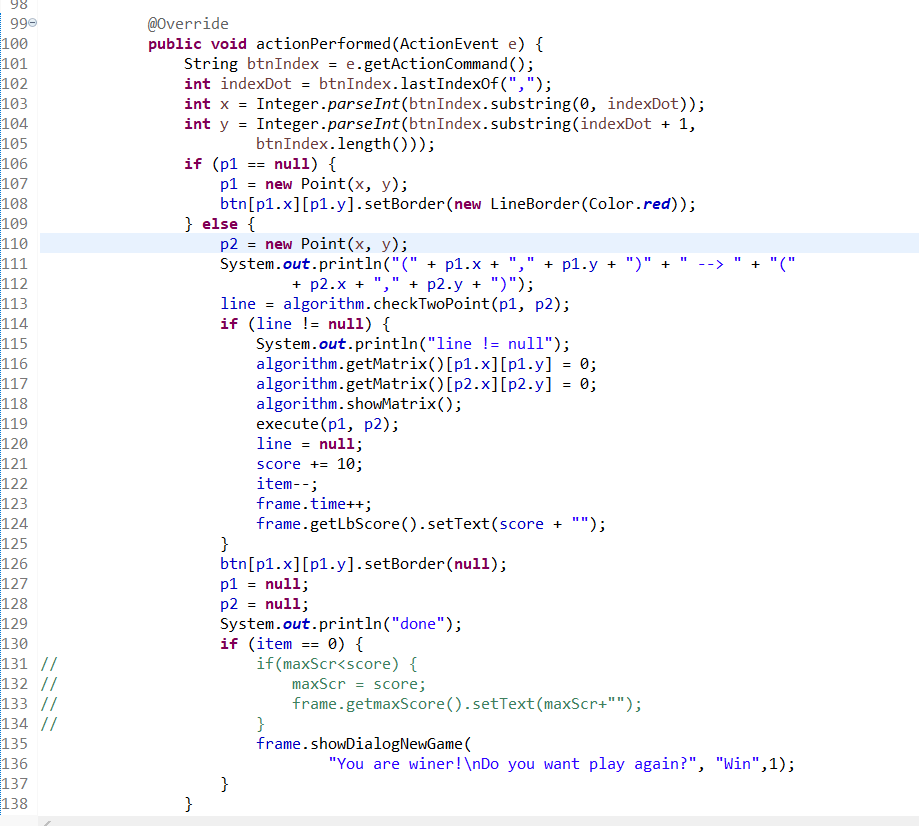 98
99 @Override
100 public void actionPerformed(ActionEvent e) {
101 String btnIndex = e.getActionCommand();
102 int indexDot = btnIndex.lastIndexOf(",");
103 int x = Integer.parseInt(btnIndex.substring(0, indexDot));
104 int y = Integer.parseInt(btnIndex.substring(indexDot + 1,
105 btnIndex.length()));
106 if (p1 == null) {
107 p1 = new Point(x, y);
108 btn[p1.x][p1.y].setBorder(new LineBorder(Color.red));
109 } else {
110 p2 = new Point(x, y);
111 System.out.println("(" + p1.x + "," + p1.y + ")" + " --> " + "("
112 + p2.x + "," + p2.y + ")");
113 line = algorithm.checkTwoPoint(p1, p2);
114 if (line != null) {
115 System.out.println("line != null");
116 algorithm.getMatrix()[p1.x][p1.y] = 0;
117 algorithm.getMatrix()[p2.x][p2.y] = 0;
118 algorithm.showMatrix();
119 execute(p1, p2);
120 line = null;
121 score += 10;
122 item--;
123 frame.time++;
124 frame.getLbScore().setText(score + "");
125 }
126 btn[p1.x][p1.y].setBorder(null);
127 p1 = null;
128 p2 = null;
129 System.out.println("done");
130 if (item == 0) {
131 // if(maxScr<score) {
132 // maxScr = score;
133 // frame.getmaxScore().setText(maxScr+"");
134 // }
135 frame.showDialogNewGame(
136 "You are winer!\nDo you want play again?", "Win",1);
137 }
138 }